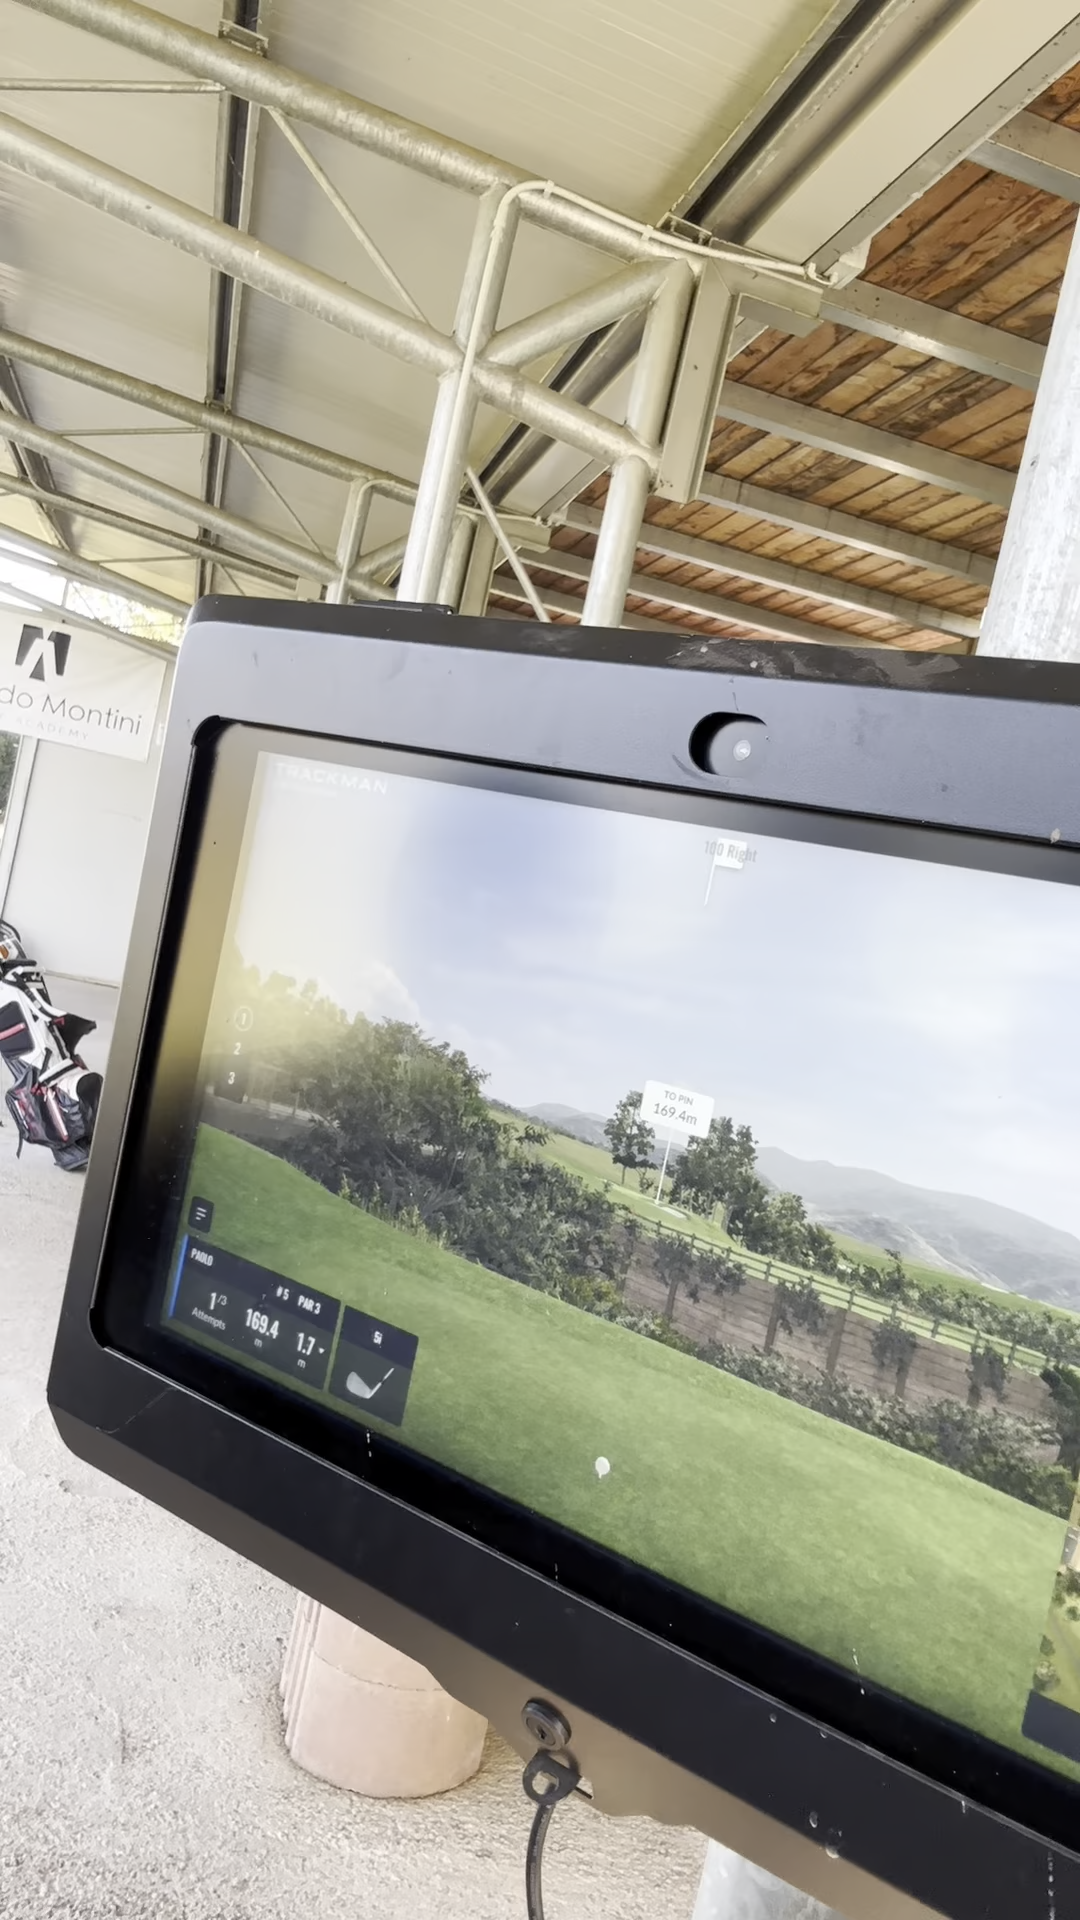 do Montini
ACADEMY
TRACKMAN
100 Right
1
2
3
TO PIN
169.4m
PAOLO
#5 PAR 3
1/3
Attempts
169.4
m
1.7
m
5i